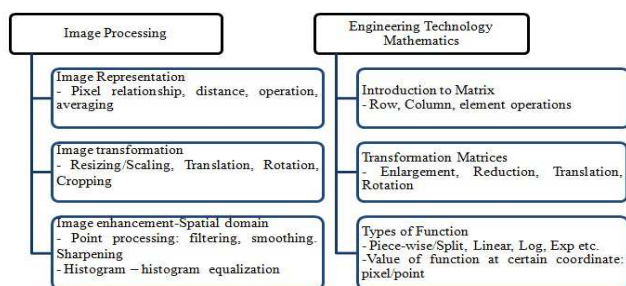 Image Processing
Image Representation
- Pixel relationship, distance, operation,
averaging
Image transformation
- Resizing/Scaling, Translation, Rotation,
Cropping
Image enhancement-Spatial domain
- Point processing: filtering, smoothing.
Sharpening
- Histogram – histogram equalization
Engineering Technology
Mathematics
Introduction to Matrix
- Row, Column, element operations
Transformation Matrices
- Enlargement, Reduction, Translation,
Rotation
Types of Function
- Piece-wise/Split, Linear, Log, Exp etc.
-Value of function at certain coordinate:
pixel/point